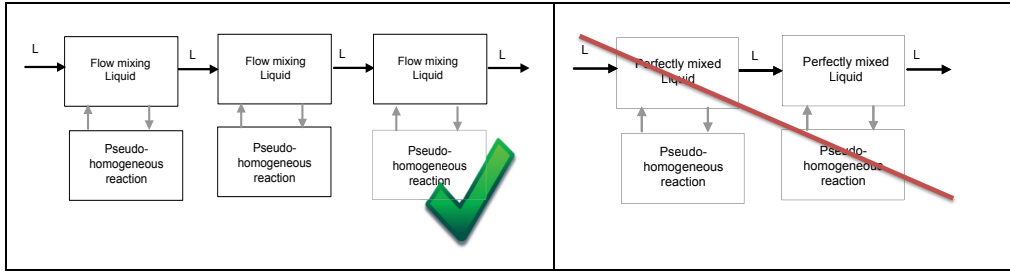 L
Flow mixing
Liquid
L
Flow mixing
Liquid
L
Flow mixing
Liquid
L
Pseudo-
homogeneous
reaction
Pseudo-
homogeneous
reaction
Pseudo-
homogeneous
reaction
L
Perfectly mixed
Liquid
L
Perfectly mixed
Liquid
L
Pseudo-
homogeneous
reaction
Pseudo-
homogeneous
reaction